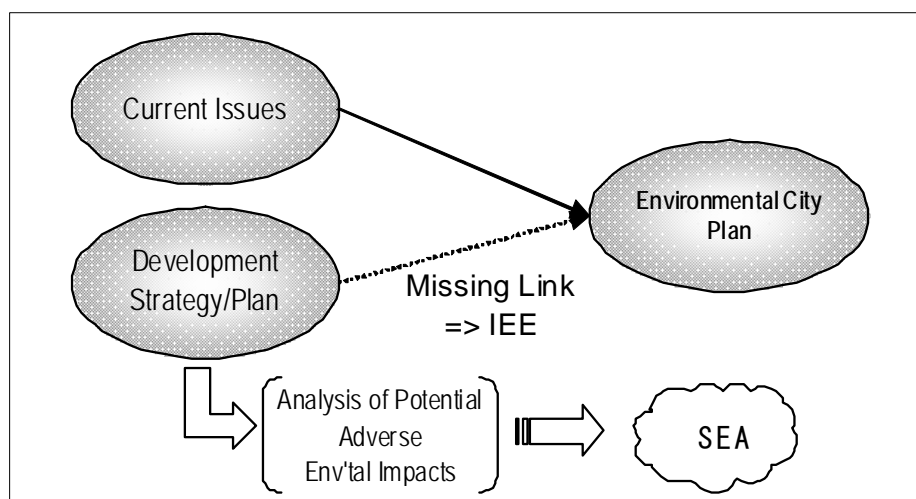 Current Issues
Environmental City
Plan
Development
Strategy/Plan
Missing Link
=> IEE
Analysis of Potential
Adverse
Env'tal Impacts
SEA